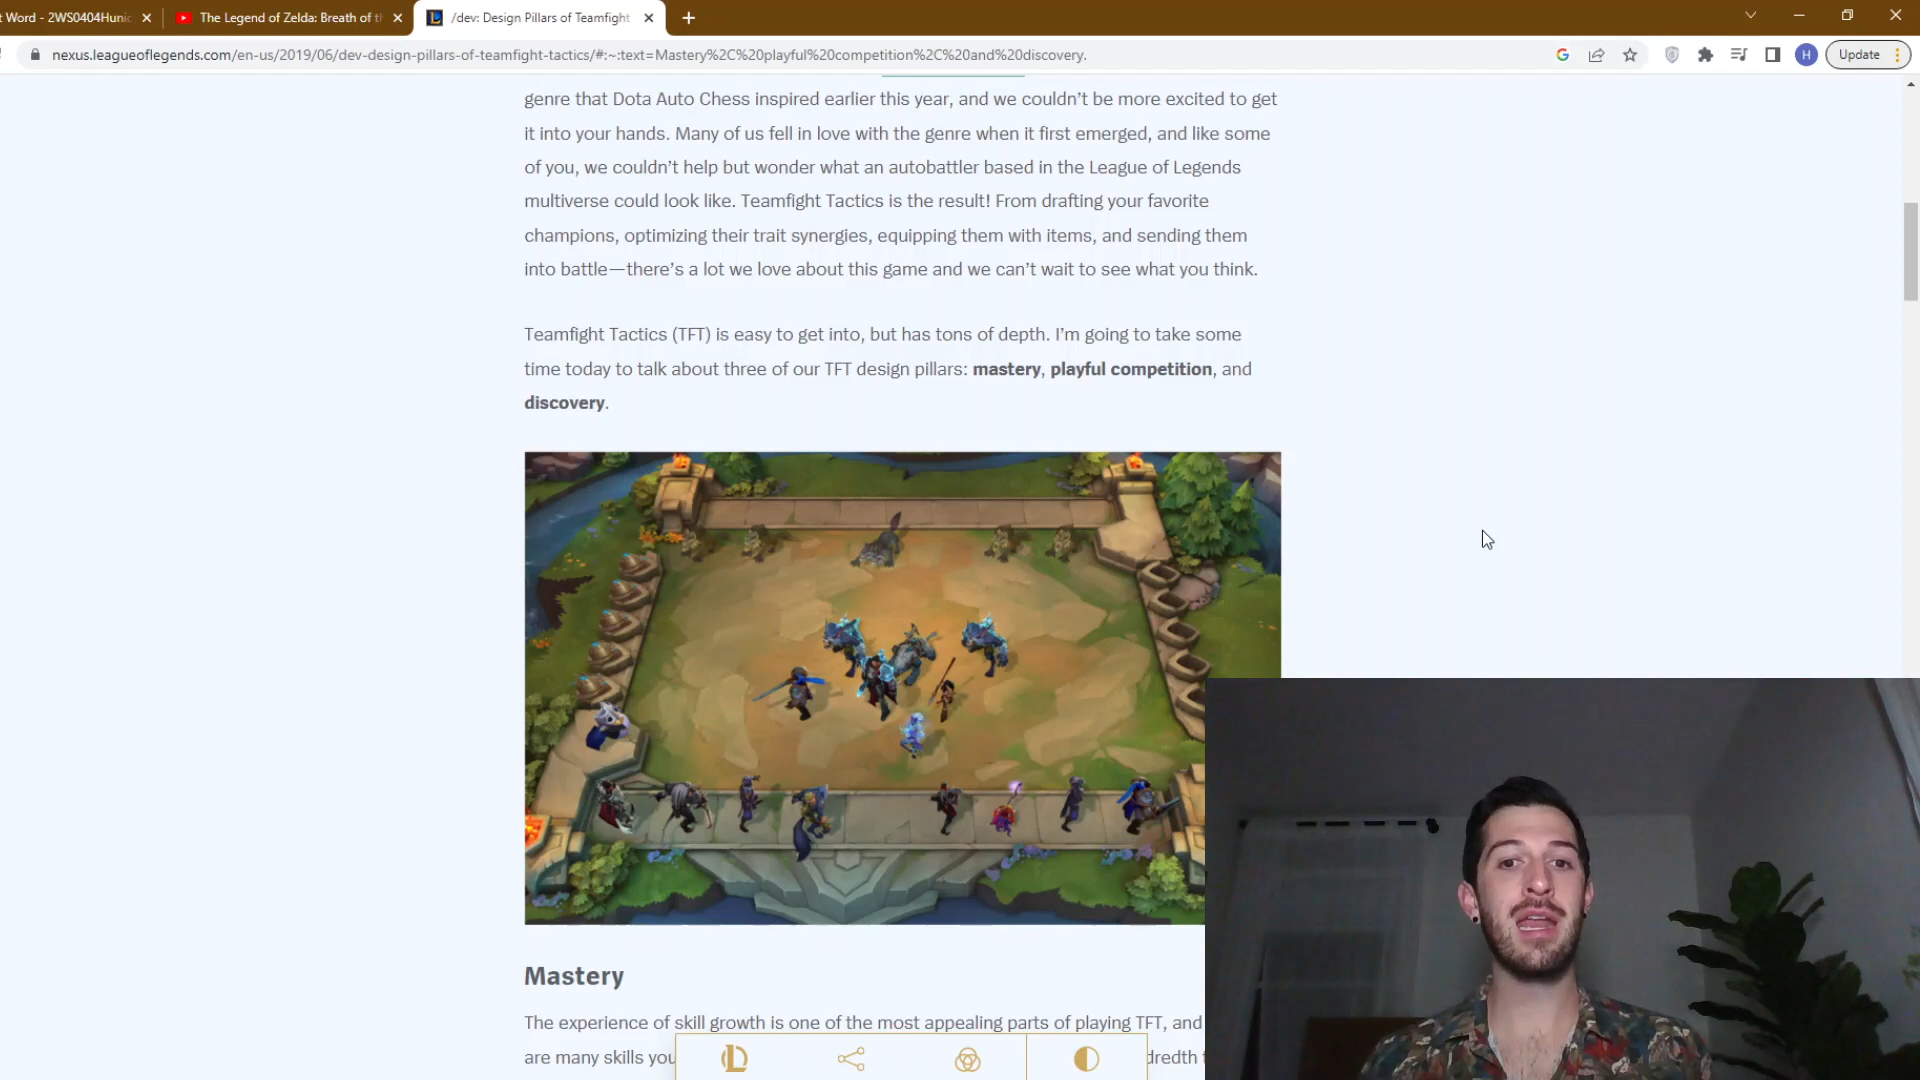 t Word - 2WS0404Hunic
The Legend of Zelda: Breath of t
/dev: Design Pillars of Teamfight
nexus.leagueoflegends.com/en-us/2019/06/dev-design-pillars-of-teamfight-tactics/#:~:text=Mastery%2C%20playful%20competition%2C%20and%20discovery.
H
Update
genre that Dota Auto Chess inspired earlier this year, and we couldn't be more excited to get
it into your hands. Many of us fell in love with the genre when it first emerged, and like some
of you, we couldn't help but wonder what an autobattler based in the League of Legends
multiverse could look like. Teamfight Tactics is the result! From drafting your favorite
champions, optimizing their trait synergies, equipping them with items, and sending them
into battle—there's a lot we love about this game and we can't wait to see what you think.
Teamfight Tactics (TFT) is easy to get into, but has tons of depth. I'm going to take some
time today to talk about three of our TFT design pillars: mastery, playful competition, and
discovery.
Mastery
The experience of skill growth is one of the most appealing parts of playing TFT, and
are many skills you
dredth